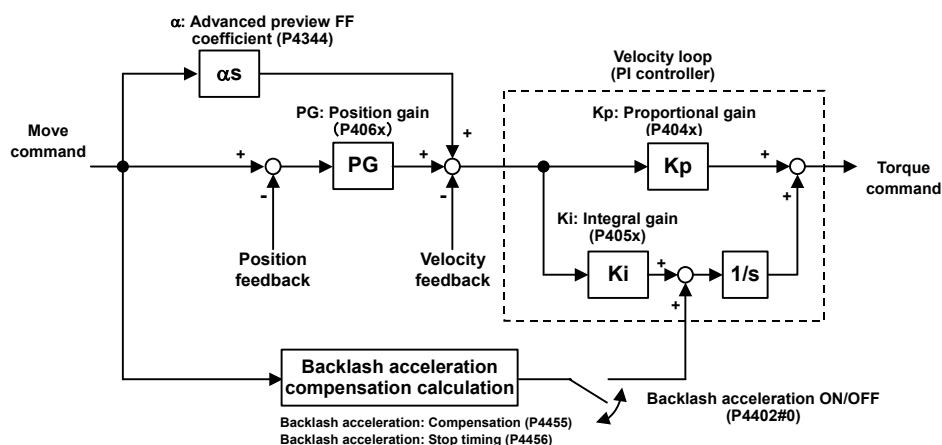 α: Advanced preview FF
coefficient (P4344)
αs
Velocity loop
(PI controller)
PG: Position gain
(P406x)
Kp: Proportional gain
(P404x)
Move
command
+
-
PG
+
+
-
Kp
+
+
Torque
command
Position
feedback
Velocity
feedback
Ki: Integral gain
(P405x)
Ki
+
+
1/s
Backlash acceleration
compensation calculation
Backlash acceleration ON/OFF
(P4402#0)
Backlash acceleration: Compensation (P4455)
Backlash acceleration: Stop timing (P4456)